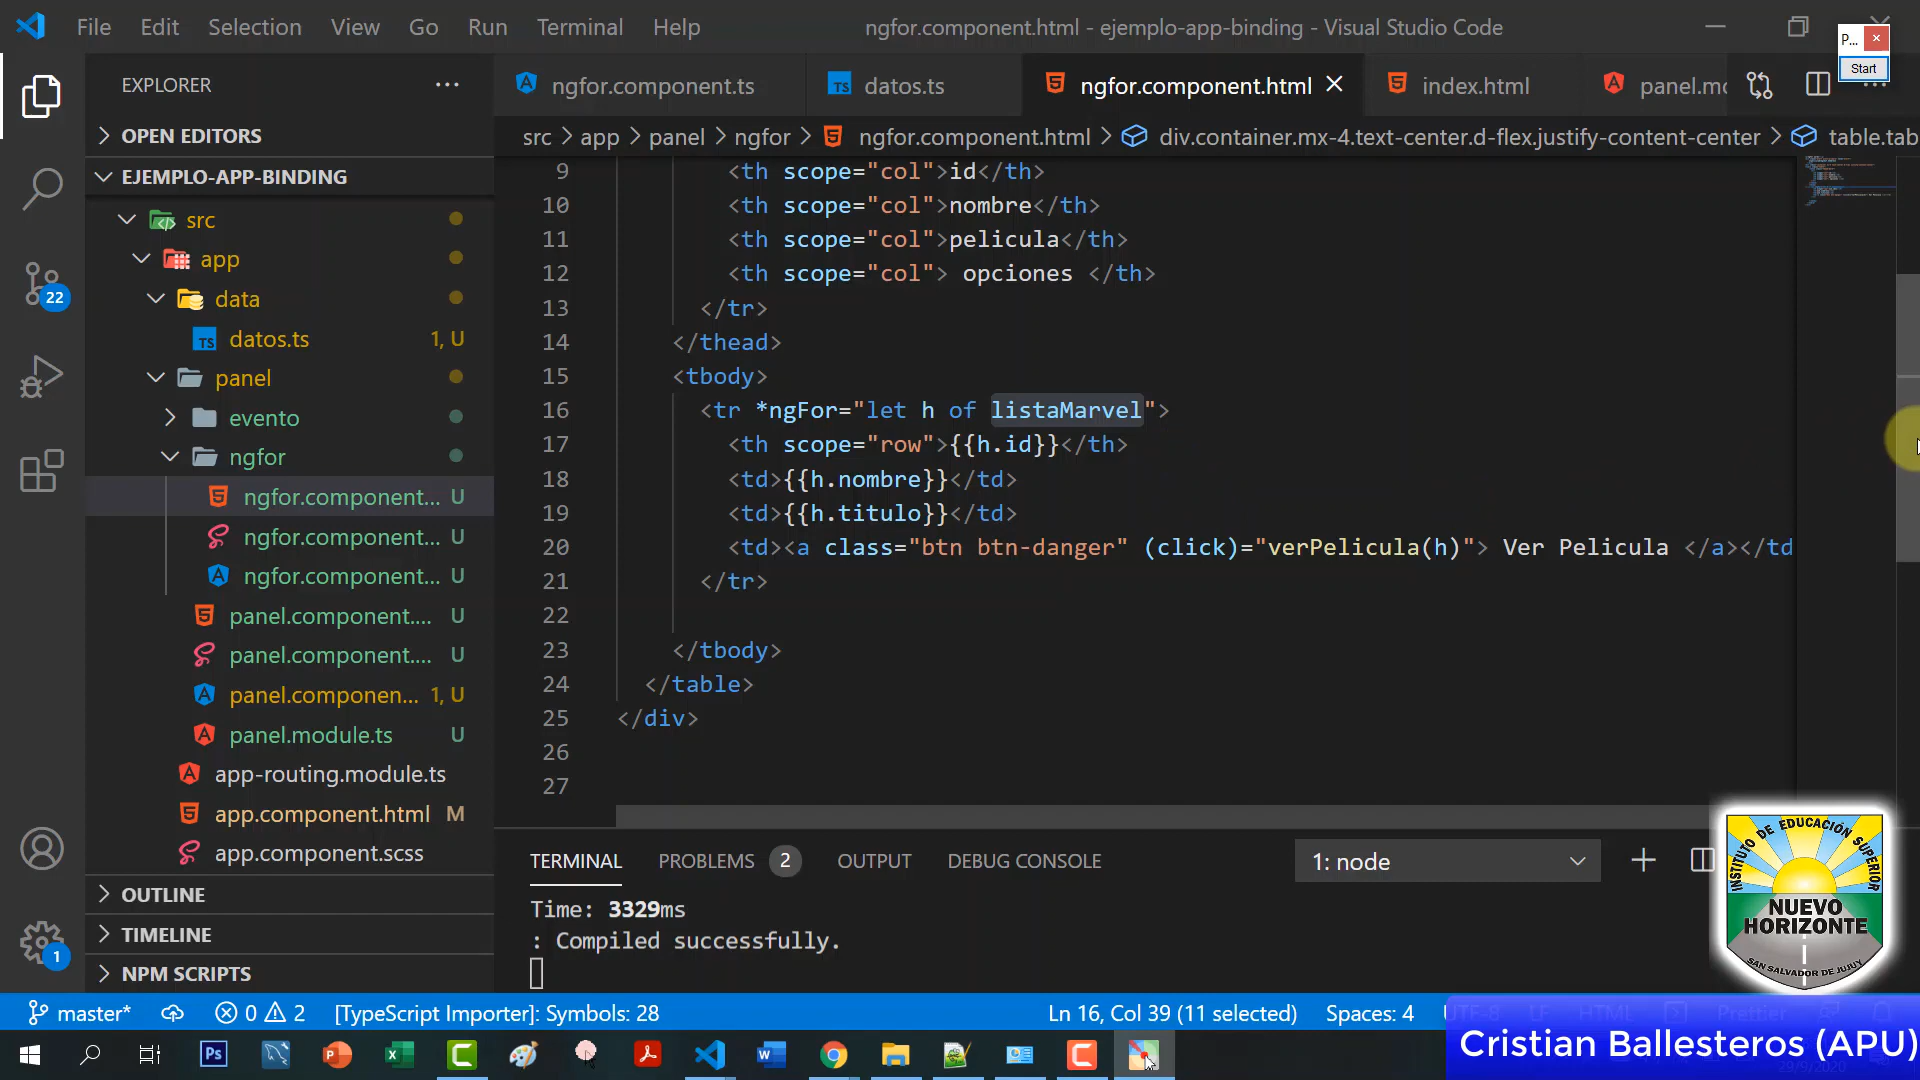 File Edit Selection View Go Run Terminal Help
ngfor.component.html - ejemplo-app-binding - Visual Studio Code
P...
Start
EXPLORER
ngfor.component.ts
datos.ts
ngfor.component.html
index.html
panel.mo
OPEN EDITORS
src > app > panel > ngfor > ngfor.component.html > div.container.mx-4.text-center.d-flex.justify-content-center > table.tab
EJEMPLO-APP-BINDING
src
app
data
datos.ts 1, U
panel
evento
ngfor
ngfor.component... U
ngfor.component... U
ngfor.component... U
panel.component.... U
panel.component.... U
panel.componen... 1, U
panel.module.ts U
app-routing.module.ts
app.component.html M
app.component.scss
OUTLINE
TIMELINE
NPM SCRIPTS
22
1
9 <th scope="col">id</th>
10 <th scope="col">nombre</th>
11 <th scope="col">pelicula</th>
12 <th scope="col"> opciones </th>
13 </tr>
14 </thead>
15 <tbody>
16 <tr *ngFor="let h of listaMarvel">
17 <th scope="row">{{h.id}}</th>
18 <td>{{h.nombre}}</td>
19 <td>{{h.titulo}}</td>
20 <td><a class="btn btn-danger" (click)="verPelicula(h)"> Ver Pelicula </a></td
21 </tr>
22
23 </tbody>
24 </table>
25 </div>
26
27
TERMINAL PROBLEMS 2 OUTPUT DEBUG CONSOLE
1: node
Time: 3329ms
: Compiled successfully.
INSTITUTO DE EDUCACIÓN SUPERIOR
NUEVO
HORIZONTE
SAN SALVADOR DE JUJUY
master* 0 2 [TypeScript Importer]: Symbols: 28
Ln 16, Col 39 (11 selected) Spaces: 4 UTF-8 LF HTML Prettier
Cristian Ballesteros (APU)
29/9/2020